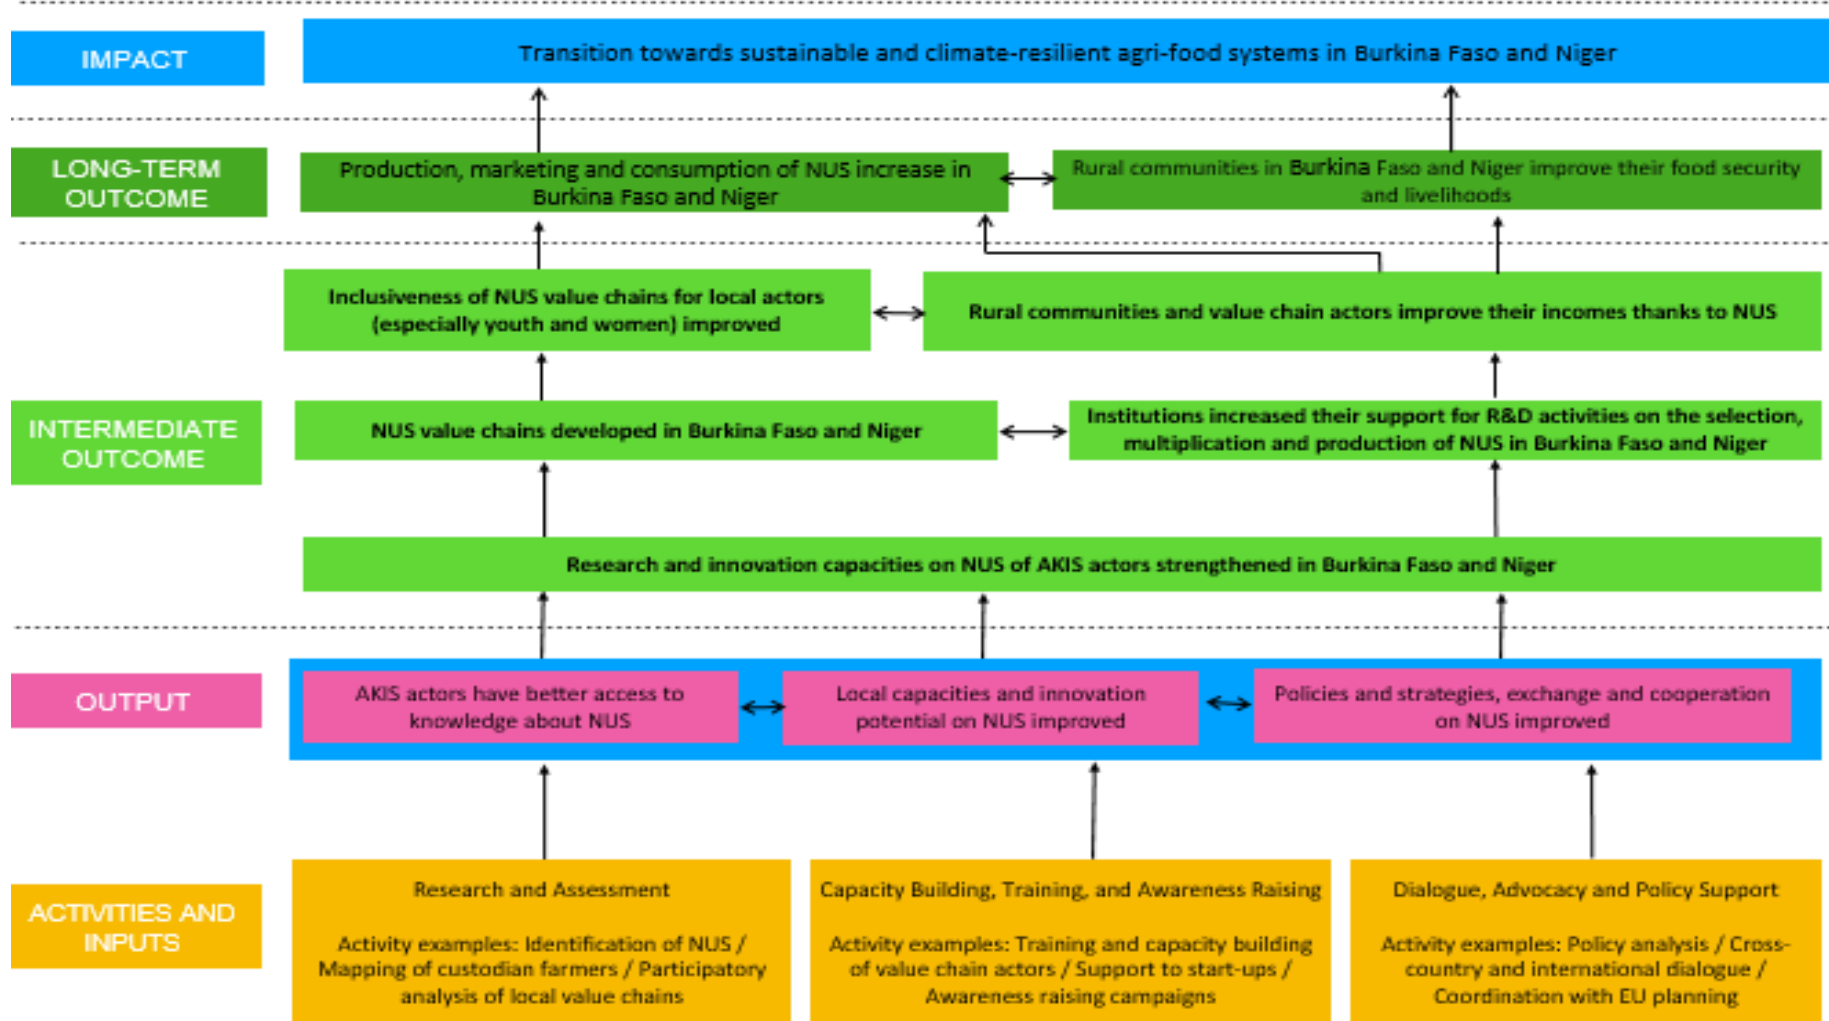 IMPACT
Transition towards sustainable and climate-resilient agri-food systems in Burkina Faso and Niger
LONG-TERM
OUTCOME
Production, marketing and consumption of NUS increase in
Burkina Faso and Niger
Rural communities in Burkina Faso and Niger improve their food security
and livelihoods
Inclusiveness of NUS value chains for local actors
(especially youth and women) improved
Rural communities and value chain actors improve their incomes thanks to NUS
INTERMEDIATE
OUTCOME
NUS value chains developed in Burkina Faso and Niger
Institutions increased their support for R&D activities on the selection,
multiplication and production of NUS in Burkina Faso and Niger
Research and innovation capacities on NUS of AKIS actors strengthened in Burkina Faso and Niger
OUTPUT
AKIS actors have better access to
knowledge about NUS
Local capacities and innovation
potential on NUS improved
Policies and strategies, exchange and cooperation
on NUS improved
ACTIVITIES AND
INPUTS
Research and Assessment
Activity examples: Identification of NUS /
Mapping of custodian farmers / Participatory
analysis of local value chains
Capacity Building, Training, and Awareness Raising
Activity examples: Training and capacity building
of value chain actors / Support to start-ups /
Awareness raising campaigns
Dialogue, Advocacy and Policy Support
Activity examples: Policy analysis / Cross-
country and international dialogue /
Coordination with EU planning